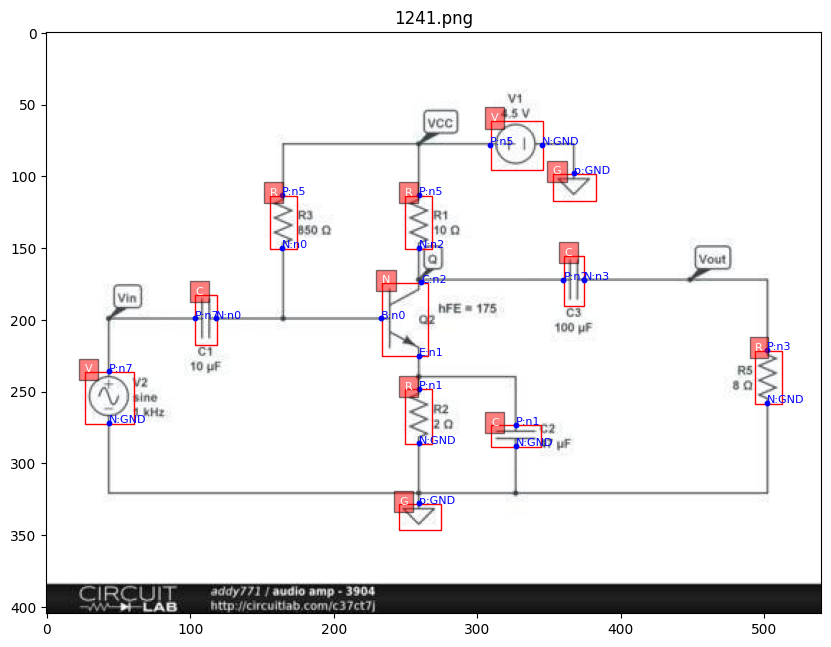 1241.png
0
50
100
150
200
250
300
350
400
0
100
200
300
400
500
V1
4.5 V
VCC
V
P:n5
N:GND
G
p:GND
R
P:n5
R3
850 Ω
N:n0
R
P:n5
R1
10 Ω
N:n2
Q
N
C:n2
B:n0
hFE = 175
Q2
E:n1
C
P:n2
N:n3
C3
100 µF
Vout
Vin
C
P:n7
N:n0
C1
10 µF
V
P:n7
V2
sine
1 kHz
N:GND
R
P:n1
R2
2 Ω
N:GND
C
P:n1
C2
N:GND
47 µF
R
P:n3
R5
8 Ω
N:GND
G
p:GND
CIRCUIT
LAB
addy771 / audio amp - 3904
http://circuitlab.com/c37ct7j